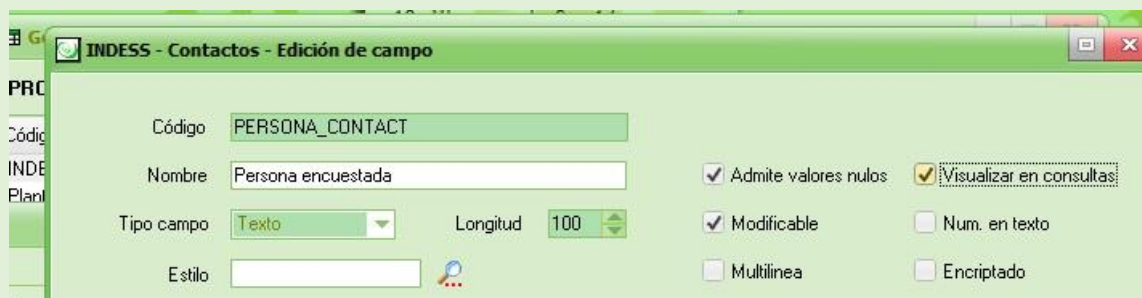 INDESS - Contactos - Edición de campo
PRO
Códig
Código PERSONA_CONTACT
INDE
Nombre Persona encuestada Admite valores nulos Visualizar en consultas
Plan
Tipo campo Texto Longitud 100 Modificable Num. en texto
Estilo Multilinea Encriptado